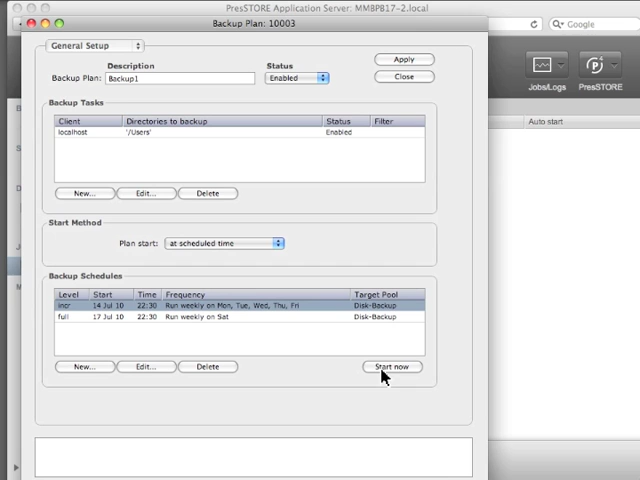 PresSTORE Application Server: MMBPB17-2.local
Backup Plan: 10003
Google
General Setup
Apply
Description
Status
Backup Plan:
Backup1
Enabled
Close
Jobs/Logs
PresSTORE
Backup Tasks
Auto start
Client
Directories to backup
Status
Filter
localhost
'/Users'
Enabled
New...
Edit...
Delete
Start Method
Plan start:
at scheduled time
Backup Schedules
Level
Start
Time
Frequency
Target Pool
incr
14 Jul 10
22:30
Run weekly on Mon, Tue, Wed, Thu, Fri
Disk-Backup
full
17 Jul 10
22:30
Run weekly on Sat
Disk-Backup
New...
Edit...
Delete
Start now